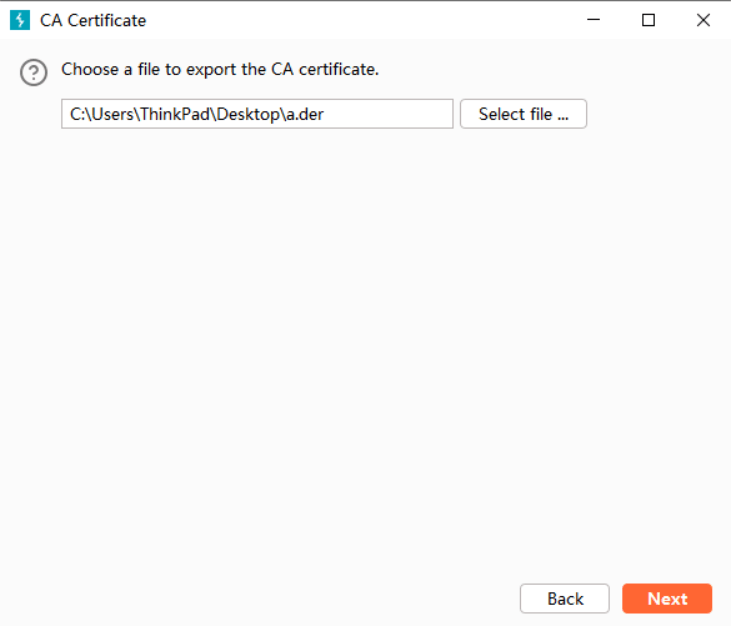 CA Certificate
Choose a file to export the CA certificate.
C:\Users\ThinkPad\Desktop\a.der
Select file ...
Back
Next